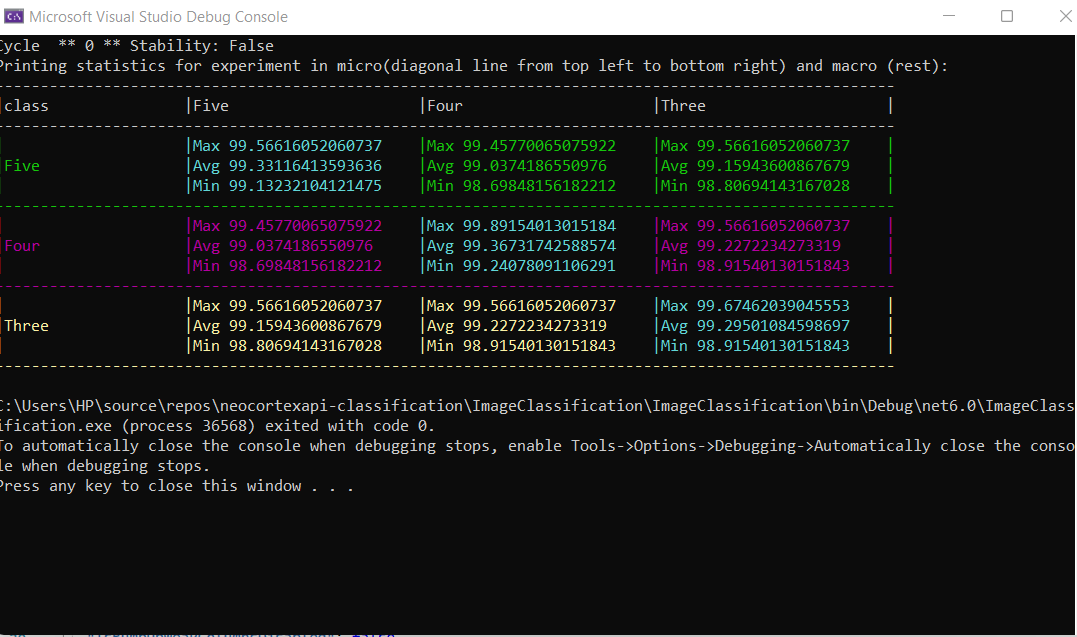 Microsoft Visual Studio Debug Console
Cycle  ** 0 ** Stability: False
Printing statistics for experiment in micro(diagonal line from top left to bottom right) and macro (rest):
|class |Five |Four |Three |
|Max 99.56616052060737 |Max 99.45770065075922 |Max 99.56616052060737 |
Five |Avg 99.33116413593636 |Avg 99.0374186550976 |Avg 99.15943600867679 |
|Min 99.13232104121475 |Min 98.69848156182212 |Min 98.80694143167028 |
|Max 99.45770065075922 |Max 99.89154013015184 |Max 99.56616052060737 |
Four |Avg 99.0374186550976 |Avg 99.36731742588574 |Avg 99.2272234273319 |
|Min 98.69848156182212 |Min 99.24078091106291 |Min 98.91540130151843 |
|Max 99.56616052060737 |Max 99.56616052060737 |Max 99.67462039045553 |
Three |Avg 99.15943600867679 |Avg 99.2272234273319 |Avg 99.29501084598697 |
|Min 98.80694143167028 |Min 98.91540130151843 |Min 98.91540130151843 |
C:\Users\HP\source\repos\neocortexapi-classification\ImageClassification\ImageClassification\bin\Debug\net6.0\ImageClass
ification.exe (process 36568) exited with code 0.
To automatically close the console when debugging stops, enable Tools->Options->Debugging->Automatically close the conso
le when debugging stops.
Press any key to close this window . . .